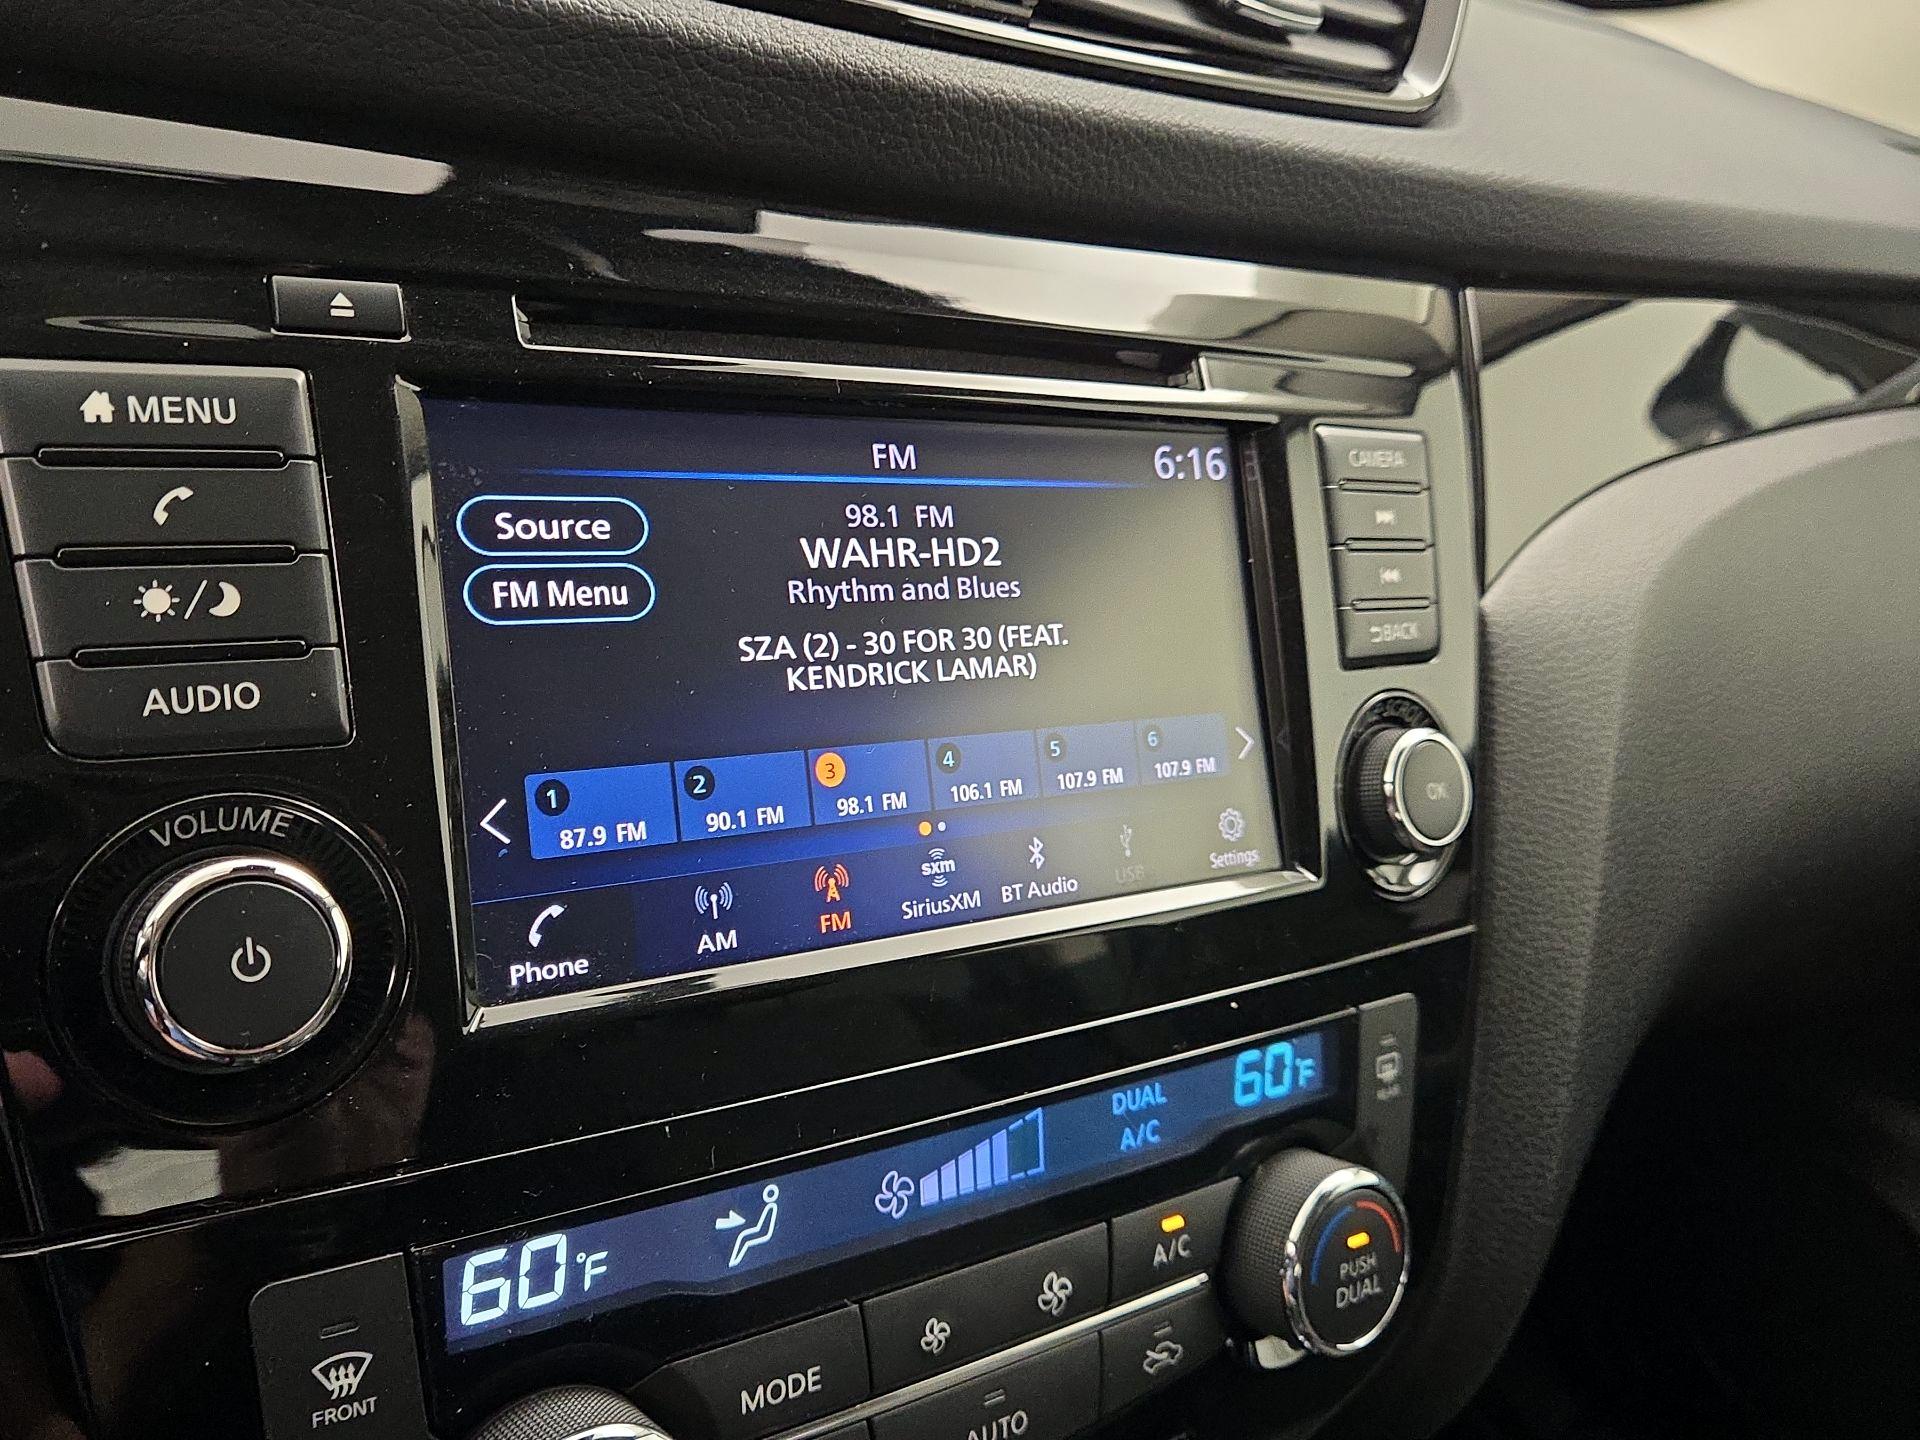 MENU
AUDIO
VOLUME
FM
6:16
Source
FM Menu
98.1 FM
WAHR-HD2
Rhythm and Blues
SZA (2) - 30 FOR 30 (FEAT.
KENDRICK LAMAR)
1
87.9 FM
2
90.1 FM
3
98.1 FM
4
106.1 FM
5
107.9 FM
6
107.9 FM
Phone
AM
FM
sxm
SiriusXM
BT Audio
USB
Settings
CAMERA
BACK
OK
60°F
DUAL
A/C
60°F
FRONT
MODE
AUTO
A/C
PUSH
DUAL